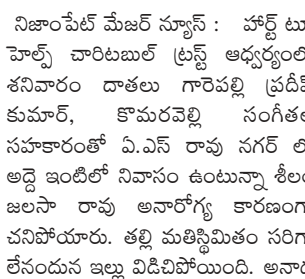 నిజాంపేట్ మేజర్ న్యూస్ : హార్ట్ టు
హెల్ప్ చారిటబుల్ ట్రస్ట్ ఆధ్వర్యంలో
శనివారం దాతలు గారెపల్లి ప్రదీప్
కుమార్, కొమరవెల్లి సంగీతల
సహకారంతో ఏ.ఎస్ రావు నగర్ లో
అద్దె ఇంటిలో నివాసం ఉంటున్నా శీలం
జలసా రావు అనారోగ్య కారణంగా
చనిపోయారు. తల్లి మతిస్థిమితం సరిగా
లేనందున ఇల్లు విడిచిపోయింది.